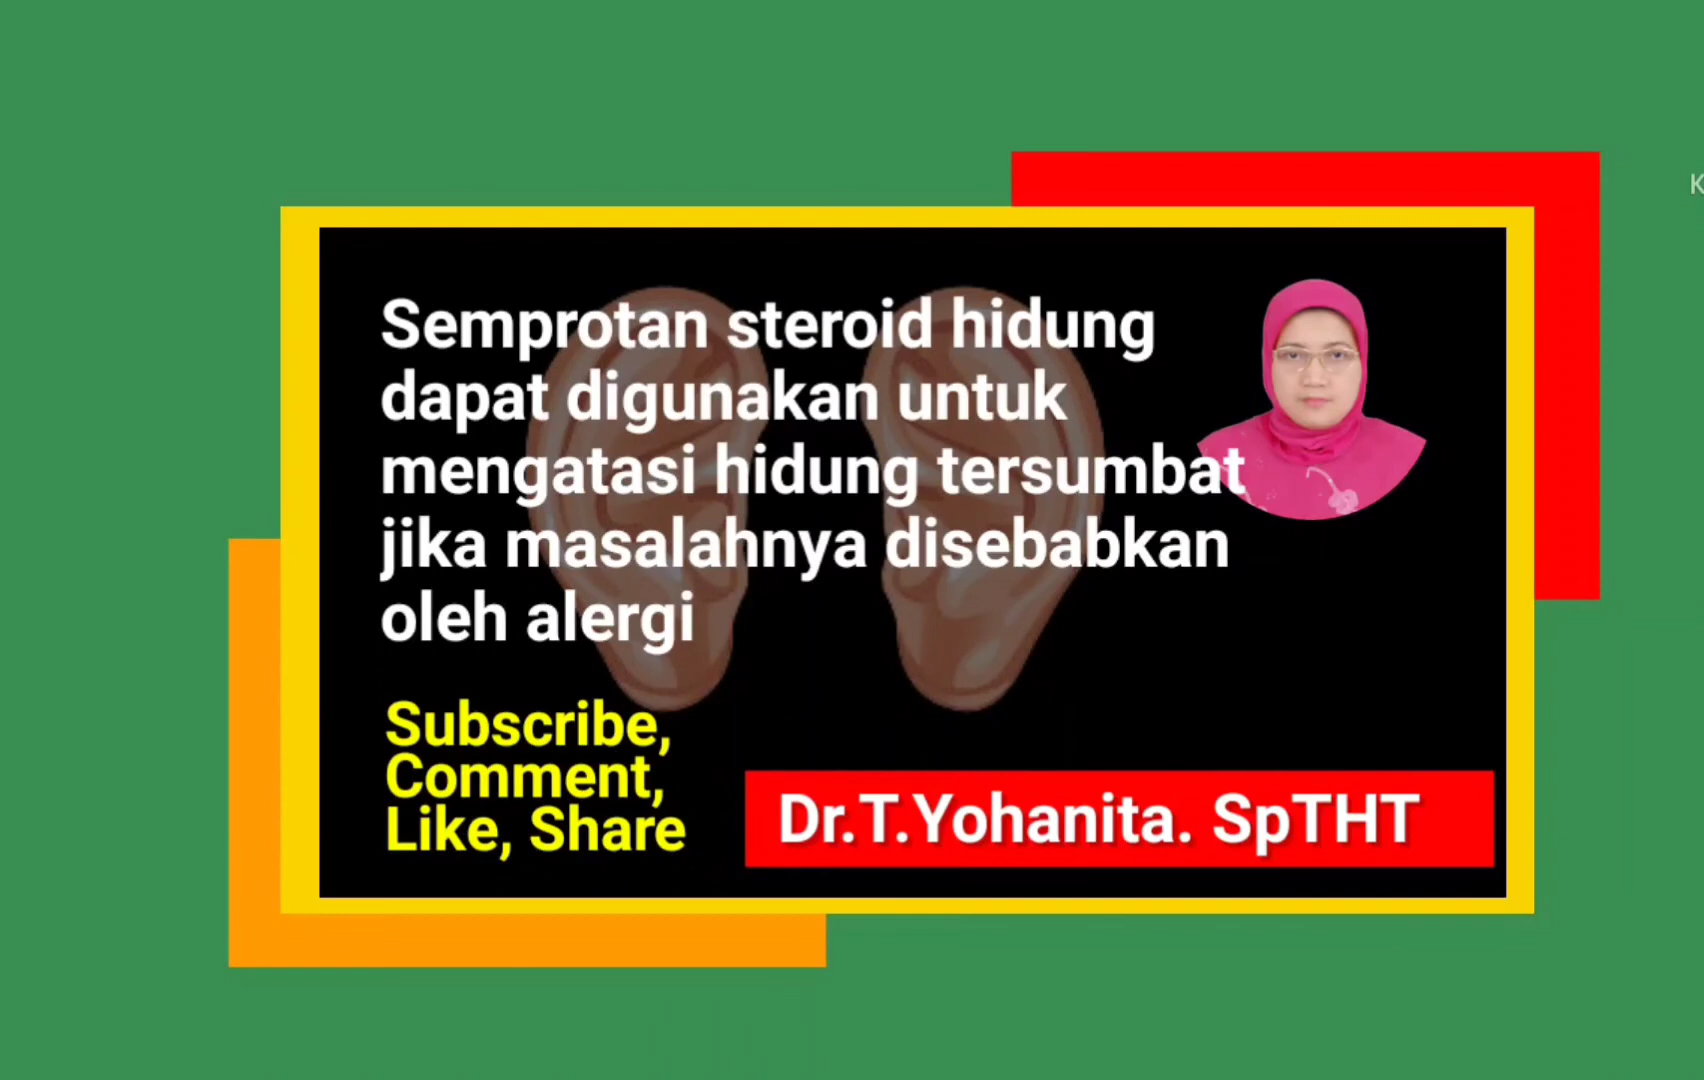 Semprotan steroid hidung
dapat digunakan untuk
mengatasi hidung tersumbat
jika masalahnya disebabkan
oleh alergi
Subscribe,
Comment,
Like, Share
Dr.T.Yohanita. SpTHT